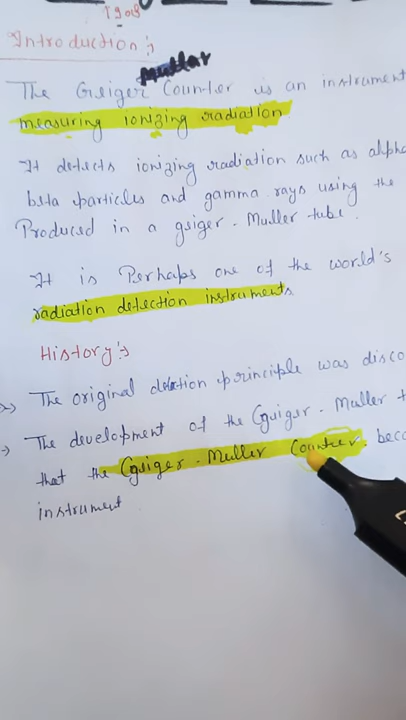 1908
Introduction :
Mullar
The Geiger Counter is an instrument
measuring ionizing radiation
It detects ionizing radiation such as alpha
beta particles and gamma rays using the
Produced in a geiger - Muller tube.
It is Perhaps one of the world's
radiation detection instruments
History :
The original detection principle was disco
The development of the Geiger - Muller t
that the Geiger - Muller Counter. beca
instrument